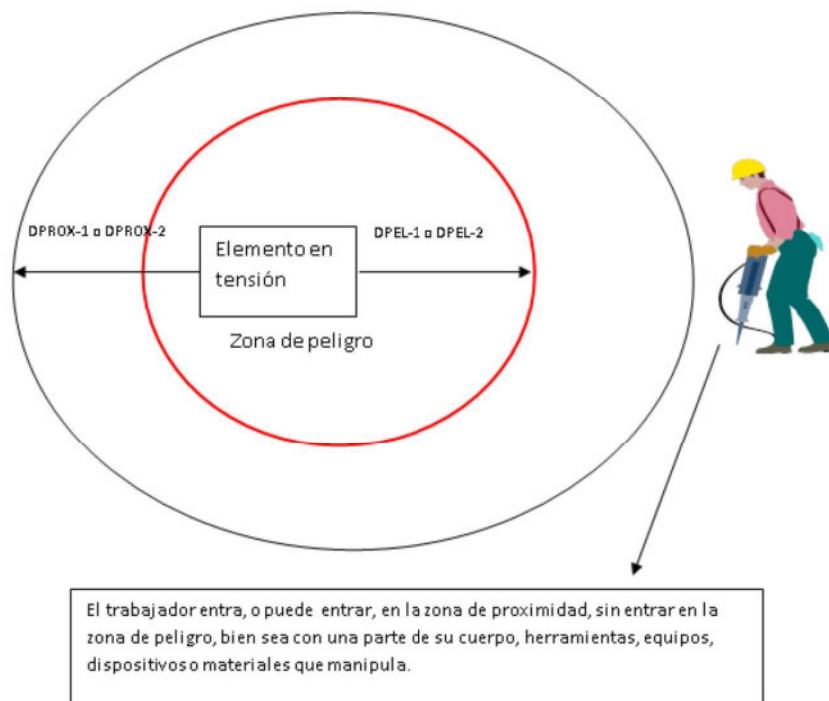 DPROX-1 o DPROX-2
DPEL-1 o DPEL-2
Elemento en
tensión
Zona de peligro
El trabajador entra, o puede entrar, en la zona de proximidad, sin entrar en la
zona de peligro, bien sea con una parte de su cuerpo, herramientas, equipos,
dispositivos o materiales que manipula.